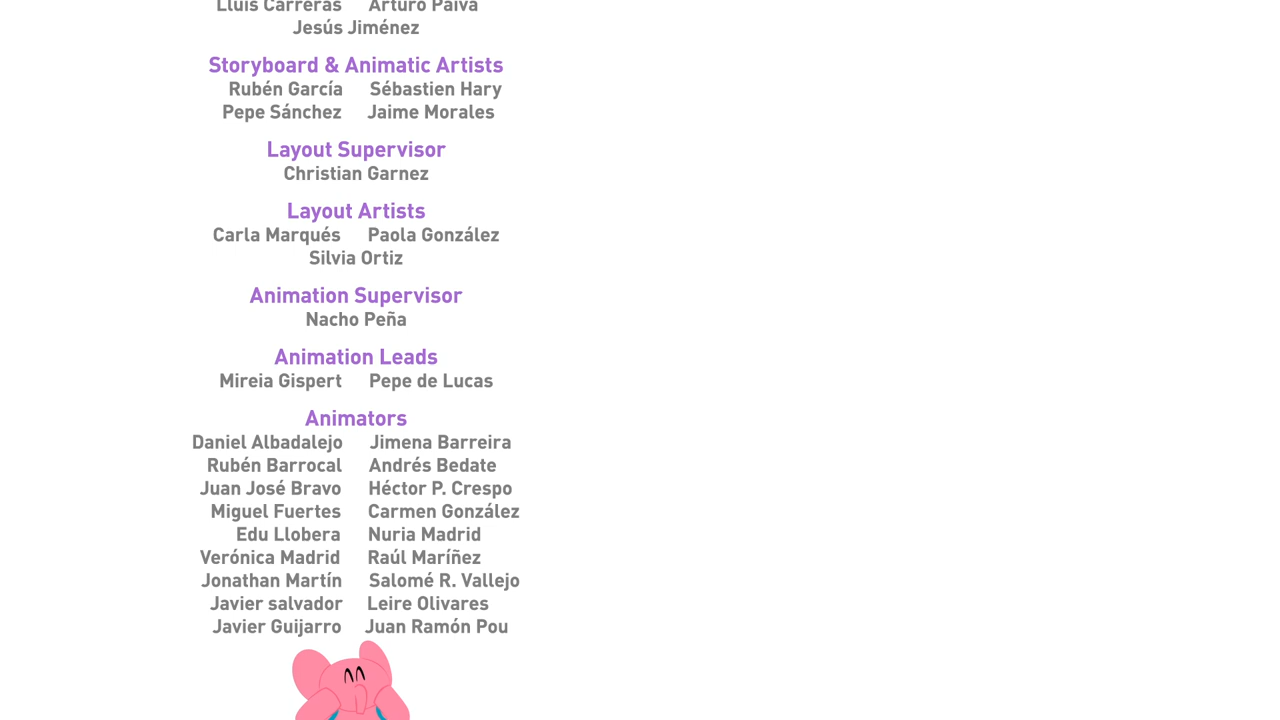 Lluís Carreras Arturo Paiva
Jesús Jiménez
Storyboard & Animatic Artists
Rubén García Sébastien Hary
Pepe Sánchez Jaime Morales
Layout Supervisor
Christian Garnez
Layout Artists
Carla Marqués Paola González
Silvia Ortiz
Animation Supervisor
Nacho Peña
Animation Leads
Mireia Gispert Pepe de Lucas
Animators
Daniel Albadalejo Jimena Barreira
Rubén Barrocal Andrés Bedate
Juan José Bravo Héctor P. Crespo
Miguel Fuertes Carmen González
Edu Llobera Nuria Madrid
Verónica Madrid Raúl Maríñez
Jonathan Martín Salomé R. Vallejo
Javier salvador Leire Olivares
Javier Guijarro Juan Ramón Pou